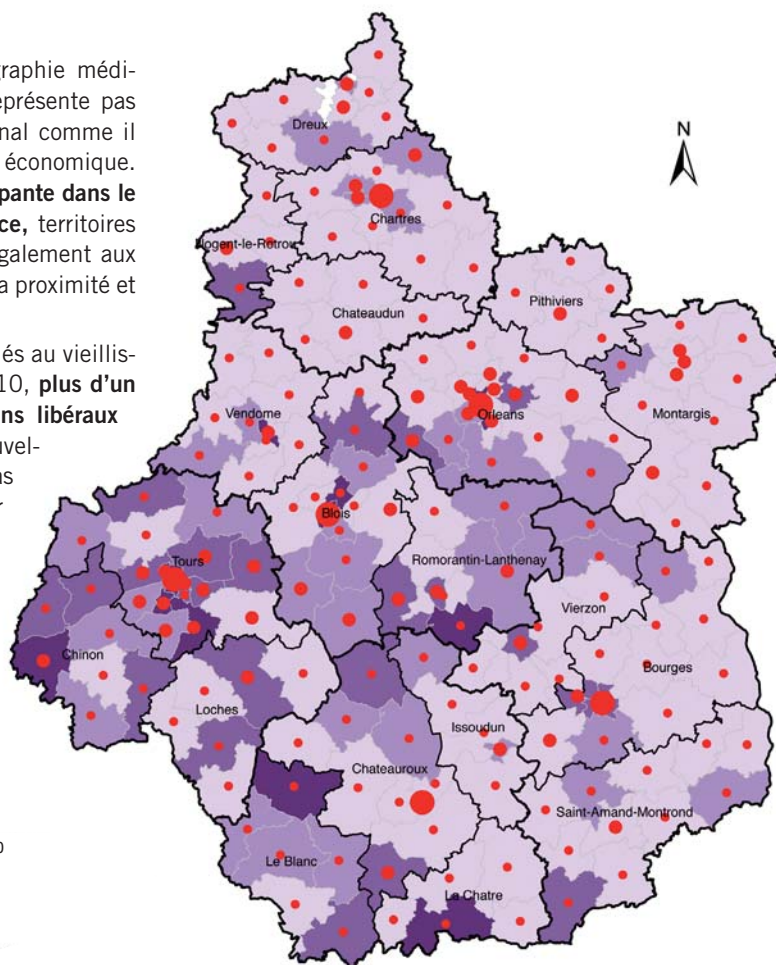 graphie médi-
eprésente pas
nal comme il
économique.
pante dans le
ce, territoires
galement aux
a proximité et
és au vieillis-
10, plus d'un
ns libéraux
uvel-
as
r
N
Dreux
Chartres
Nogent-le-Rotrou
Chateaudun
Pithiviers
Vendome
Orleans
Montargis
Blois
Tours
Romorantin-Lanthenay
Vierzon
Chinon
Bourges
Loches
Issoudun
Chateauroux
Saint-Amand-Montrond
Le Blanc
La Chatre